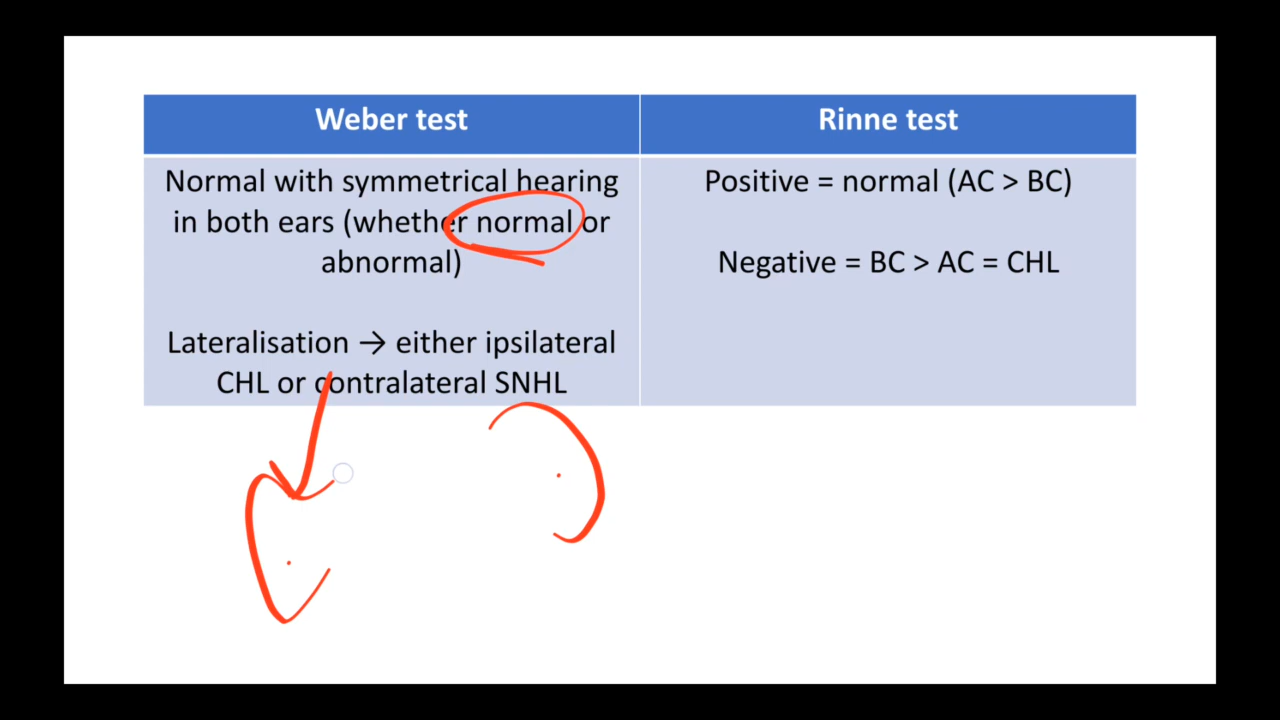 Weber test
Rinne test
Normal with symmetrical hearing
in both ears (whether normal or
abnormal)
Lateralisation → either ipsilateral
CHL or contralateral SNHL
Positive = normal (AC > BC)
Negative = BC > AC = CHL